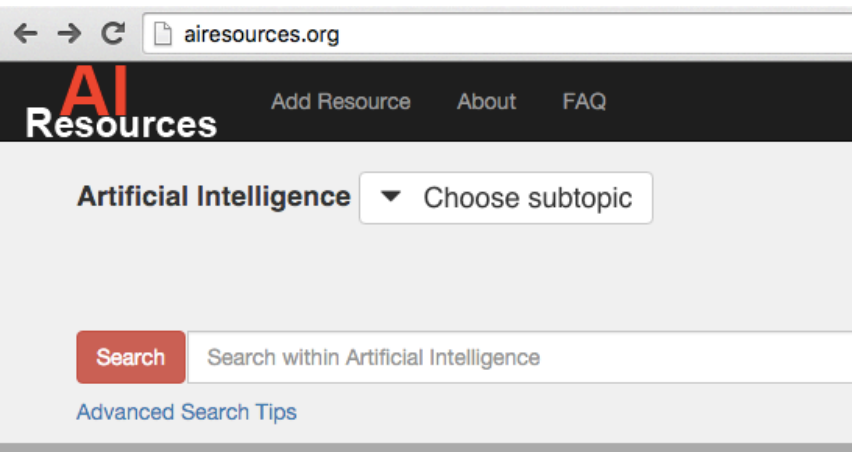 airesources.org
AI
Resources
Add Resource About FAQ
Artificial Intelligence Choose subtopic
Search Search within Artificial Intelligence
Advanced Search Tips